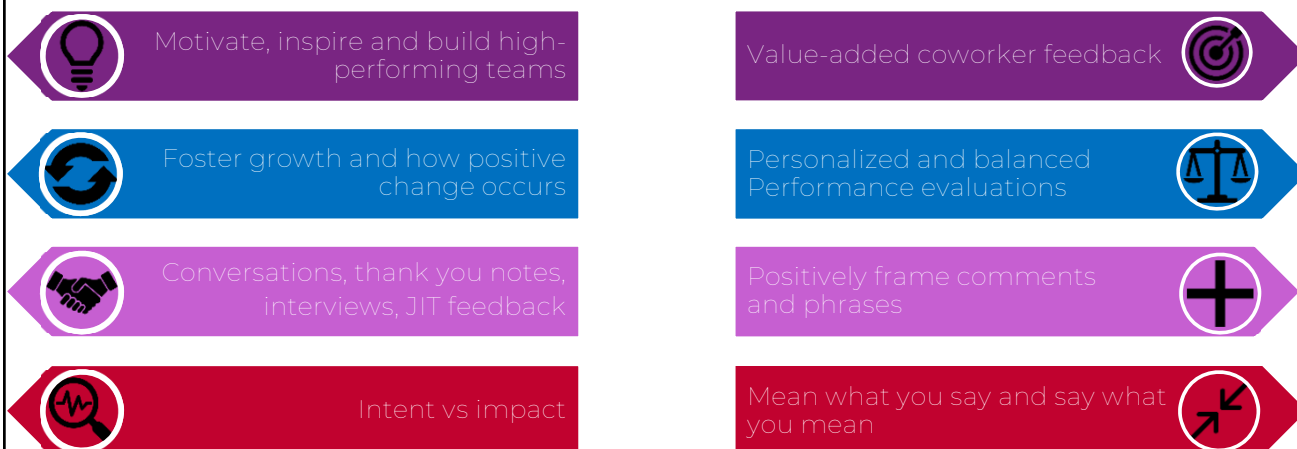 Motivate, inspire and build high-
performing teams
Value-added coworker feedback
Foster growth and how positive
change occurs
Personalized and balanced
Performance evaluations
Conversations, thank you notes,
interviews, JIT feedback
Positively frame comments
and phrases
Intent vs impact
Mean what you say and say what
you mean